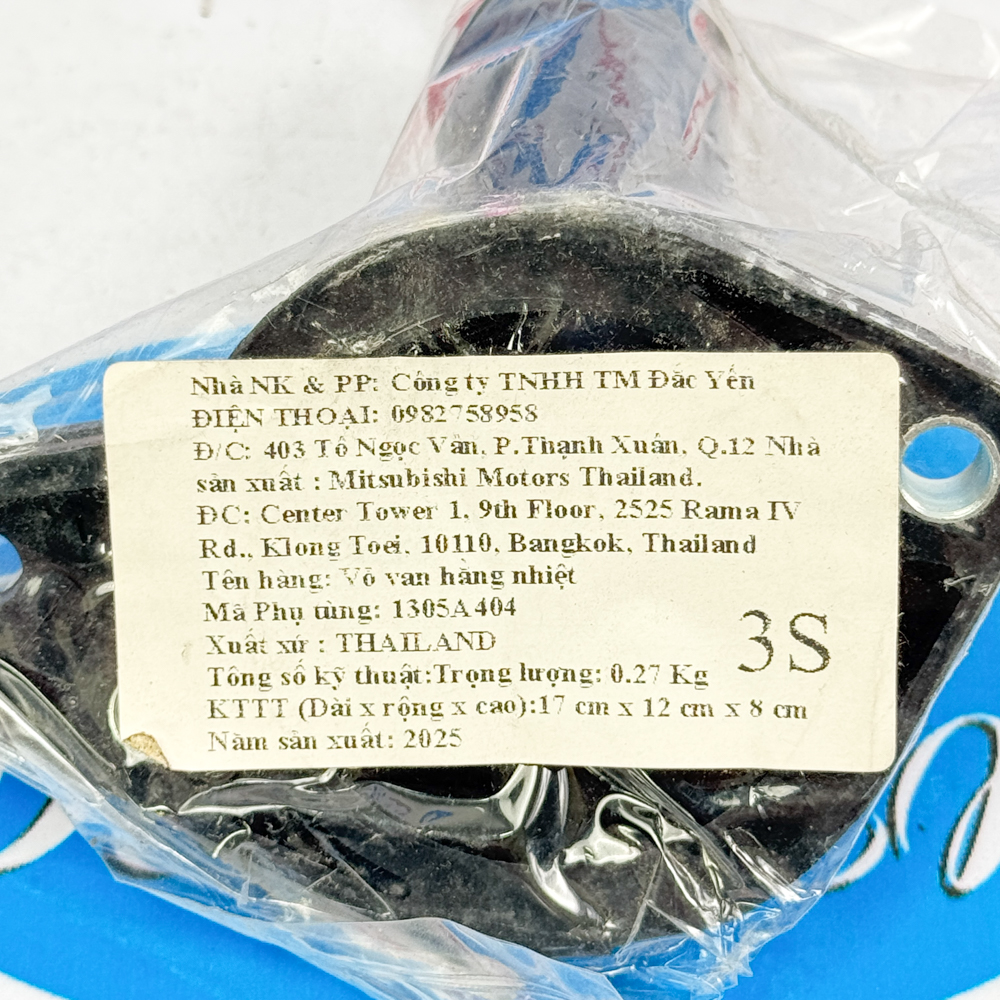 Nhà NK & PP: Công ty TNHH TM Đăc Yến
ĐIỆN THOẠI: 0982758958
Đ/C: 403 Tô Ngọc Vân, P.Thạnh Xuân, Q.12 Nhà
sản xuất : Mitsubishi Motors Thailand.
ĐC: Center Tower 1, 9th Floor, 2525 Rama IV
Rd., Klong Toei, 10110, Bangkok, Thailand
Tên hàng: Vỏ van hằng nhiệt
Mã Phụ tùng: 1305A404
Xuất xứ : THAILAND
3S
Tông số kỹ thuật:Trọng lượng: 0.27 Kg
KTTT (Dài x rộng x cao):17 cm x 12 cm x 8 cm
Năm sản xuất: 2025